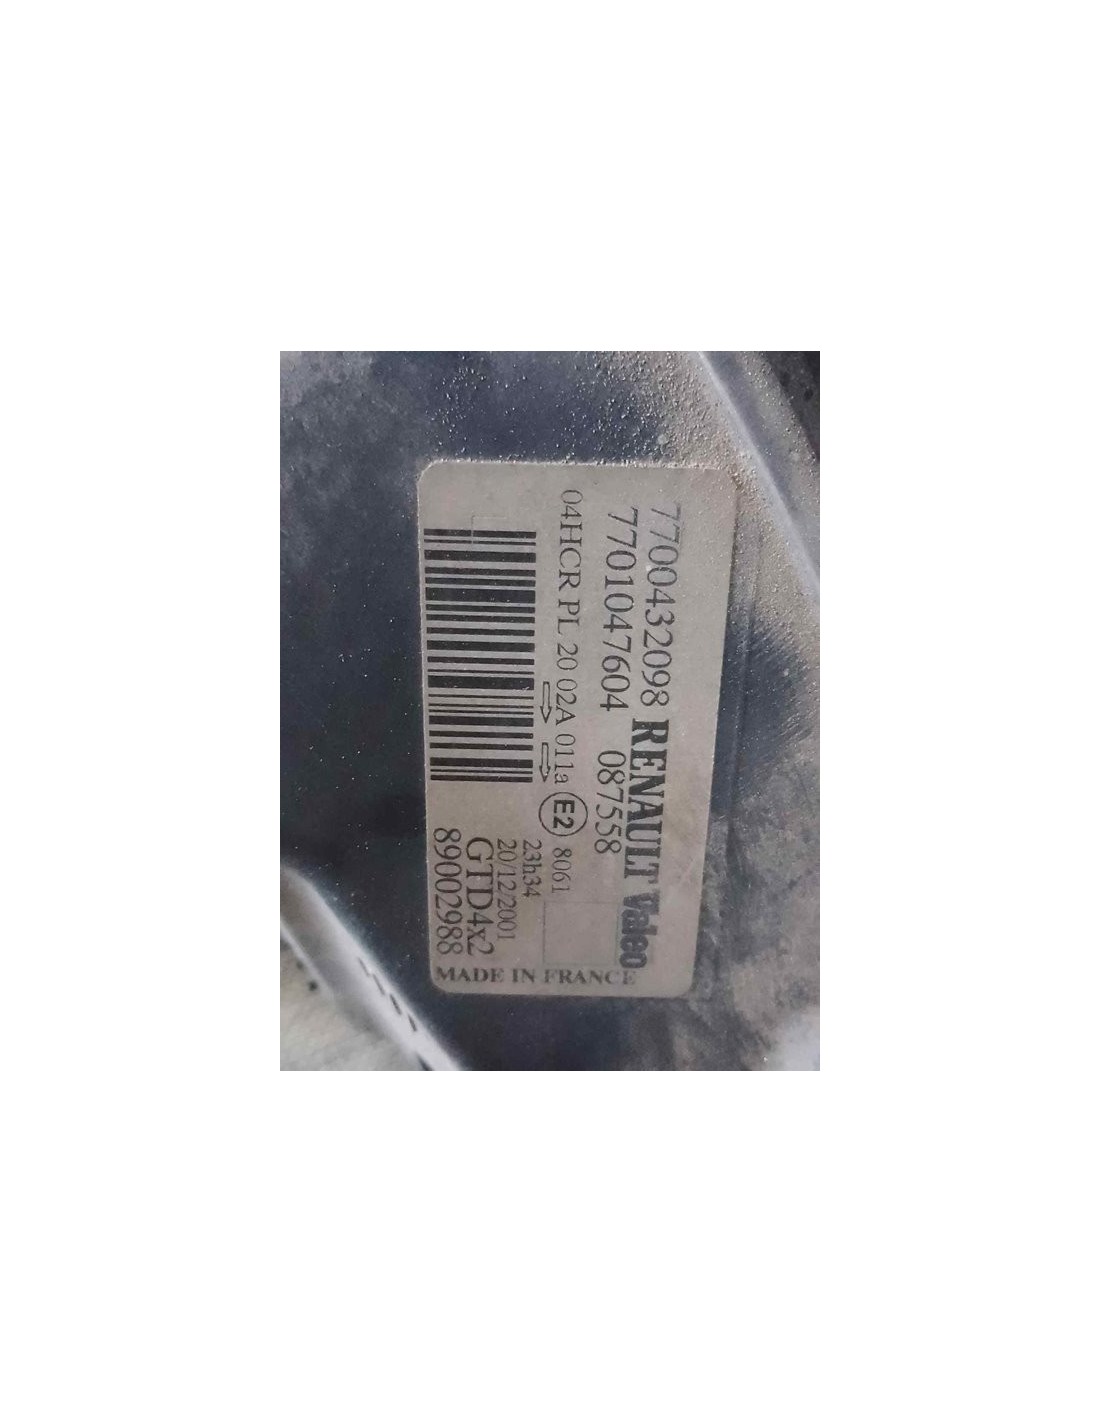 7700432098 RENAULT Valeo
7701047604 087558
04HCR PL 20 02A 011a E2 8061
23h34
20/12/2001
GTD4x2
89002988
MADE IN FRANCE